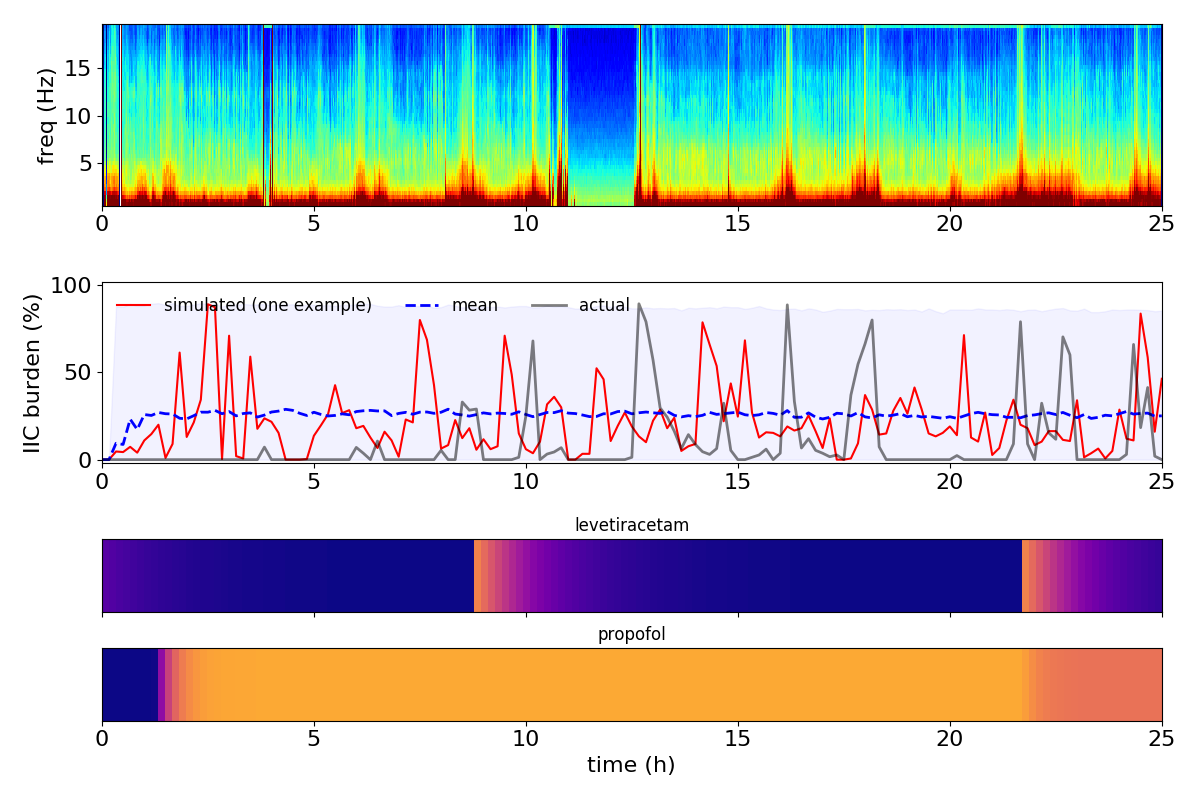 freq (Hz)
15
10
5
0 5 10 15 20 25
IIC burden (%)
100
50
0
simulated (one example) mean actual
0 5 10 15 20 25
levetiracetam
propofol
0 5 10 15 20 25
time (h)